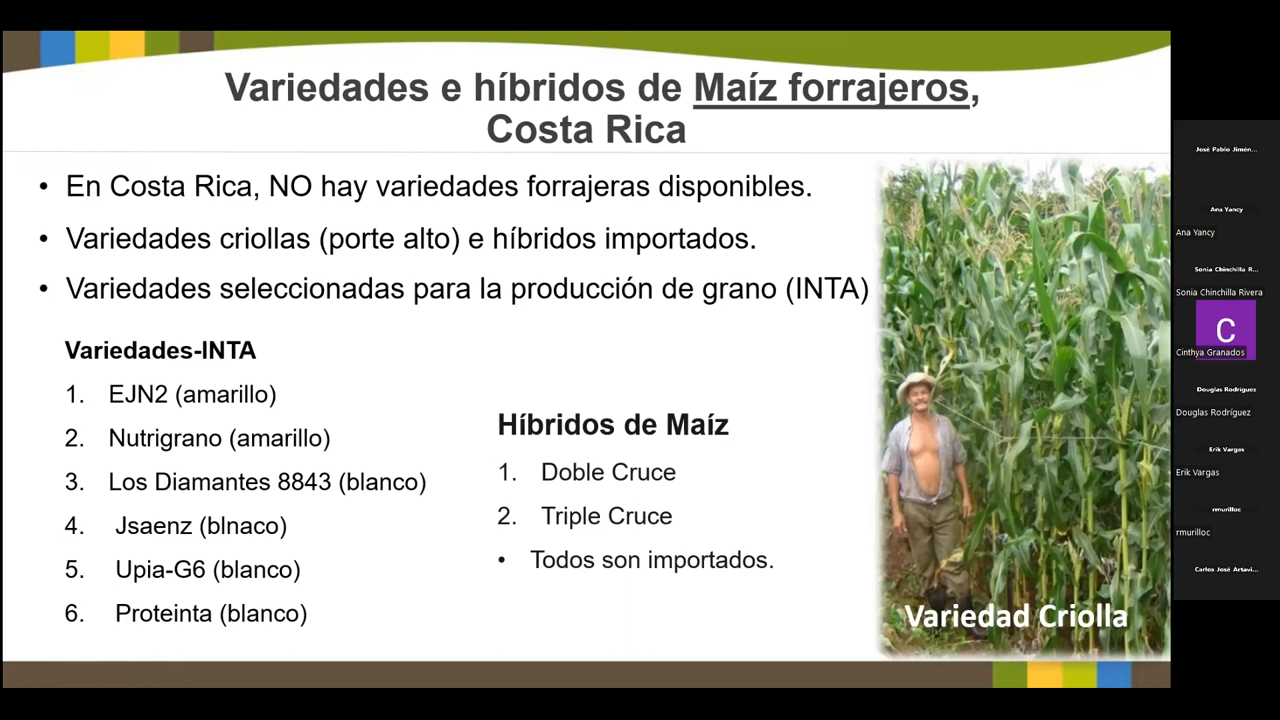 Variedades e híbridos de Maíz forrajeros,
Costa Rica
• En Costa Rica, NO hay variedades forrajeras disponibles.
• Variedades criollas (porte alto) e híbridos importados.
• Variedades seleccionadas para la producción de grano (INTA)
Variedades-INTA
1. EJN2 (amarillo)
2. Nutrigrano (amarillo)
3. Los Diamantes 8843 (blanco)
4. Jsaenz (blnaco)
5. Upia-G6 (blanco)
6. Proteinta (blanco)
Híbridos de Maíz
1. Doble Cruce
2. Triple Cruce
• Todos son importados.
Variedad Criolla
José Pablo Jimén...
Ana Yancy
Ana Yancy
Sonia Chinchilla R...
Sonia Chinchilla Rivera
C
Cinthya Granados
Douglas Rodríguez
Douglas Rodríguez
Erik Vargas
Erik Vargas
rmurilloc
rmurilloc
Carlos José Artavi...